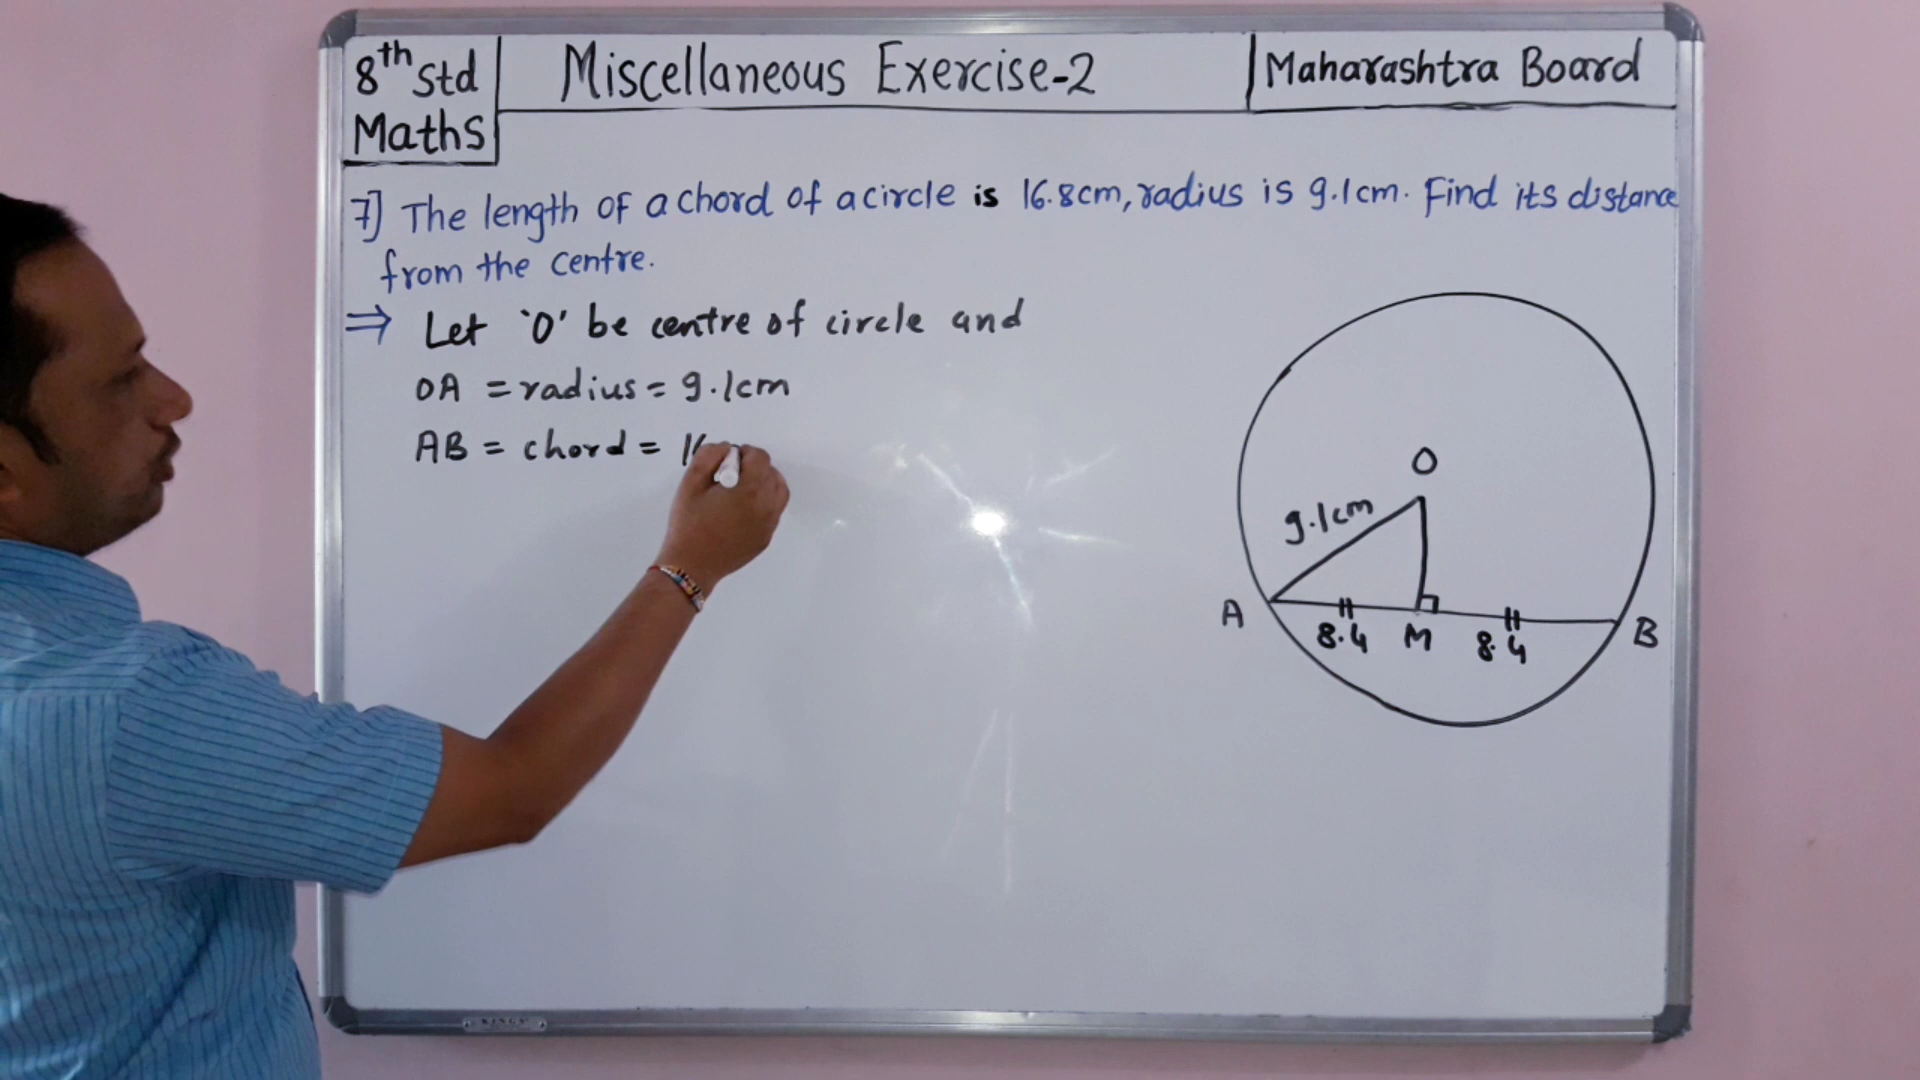 8th Std
Maths
Miscellaneous Exercise-2
Maharashtra Board
7] The length of a chord of a circle is 16.8cm, radius is 9.1cm. Find its distance
from the centre.
⇒ Let 'O' be centre of circle and
OA = radius = 9.1cm
AB = chord = 16
O
9.1cm
A
8.4
M
8.4
B